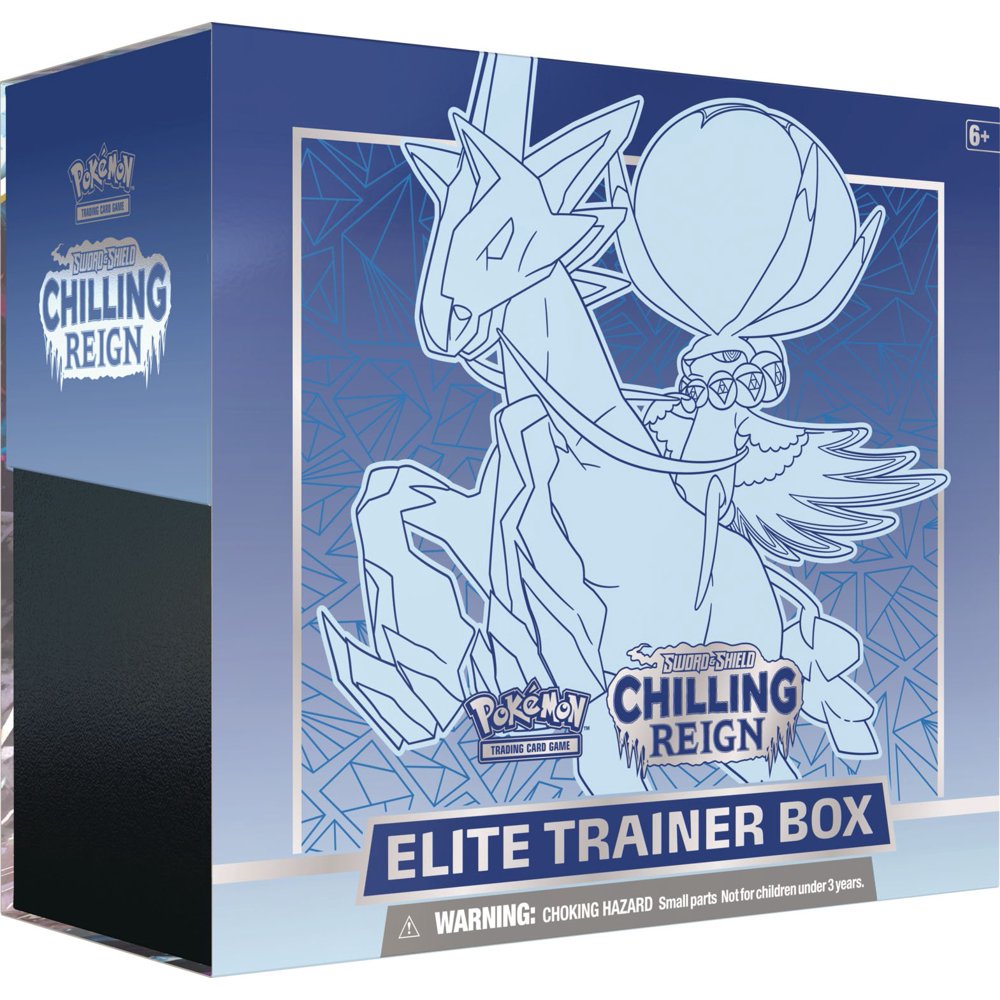 POKéMON
TRADING CARD GAME
SWORD & SHIELD
CHILLING
REIGN
6+
POKéMON™
TRADING CARD GAME
SWORD & SHIELD
CHILLING
REIGN
ELITE TRAINER BOX
WARNING: CHOKING HAZARD Small parts Not for children under 3 years.